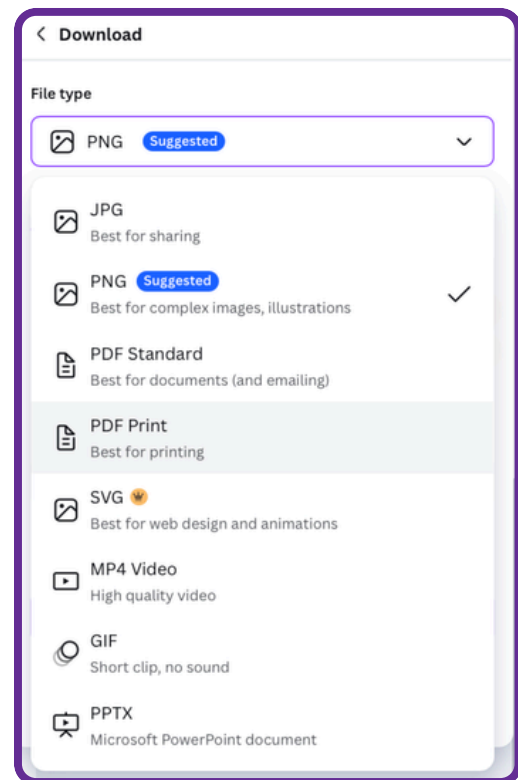 Download
File type
PNG Suggested
JPG
Best for sharing
PNG Suggested
Best for complex images, illustrations
PDF Standard
Best for documents (and emailing)
PDF Print
Best for printing
SVG
Best for web design and animations
MP4 Video
High quality video
GIF
Short clip, no sound
PPTX
Microsoft PowerPoint document